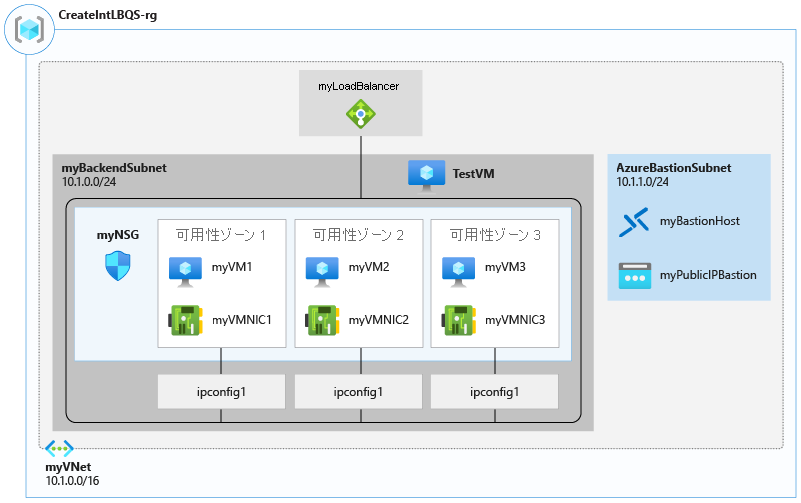 CreateIntLBQS-rg
myLoadBalancer
myBackendSubnet
10.1.0.0/24
TestVM
AzureBastionSubnet
10.1.1.0/24
myBastionHost
myPublicIPBastion
myNSG
可用性ゾーン 1
myVM1
myVMNIC1
可用性ゾーン 2
myVM2
myVMNIC2
可用性ゾーン 3
myVM3
myVMNIC3
ipconfig1
ipconfig1
ipconfig1
myVNet
10.1.0.0/16